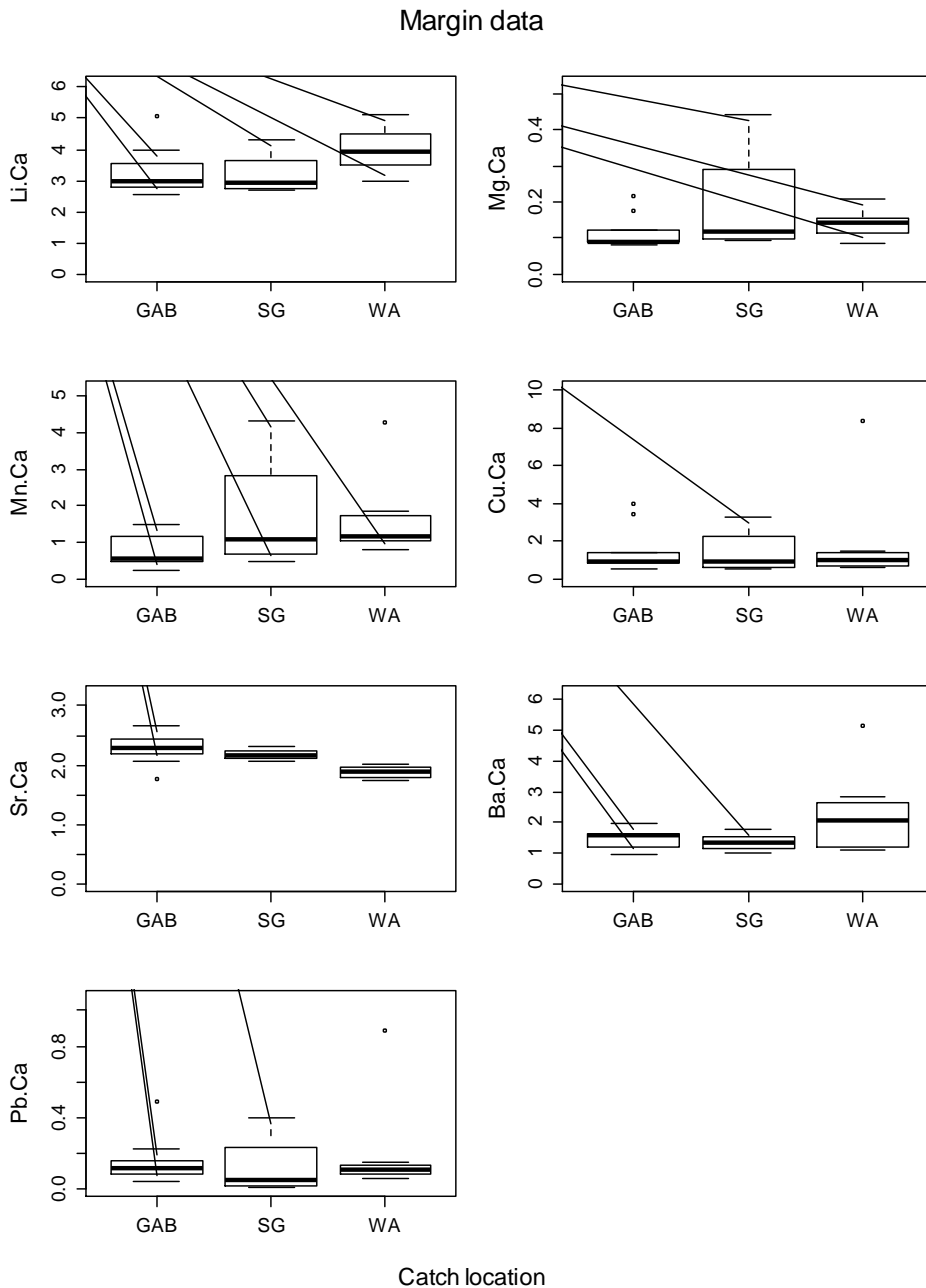 Margin data
Li.Ca
0 1 2 3 4 5 6
GAB SG WA
Mg.Ca
0.0 0.2 0.4
GAB SG WA
Mn.Ca
0 1 2 3 4 5
GAB SG WA
Cu.Ca
0 2 4 6 8 10
GAB SG WA
Sr.Ca
0.0 1.0 2.0 3.0
GAB SG WA
Ba.Ca
0 1 2 3 4 5 6
GAB SG WA
Pb.Ca
0.0 0.4 0.8
GAB SG WA
Catch location